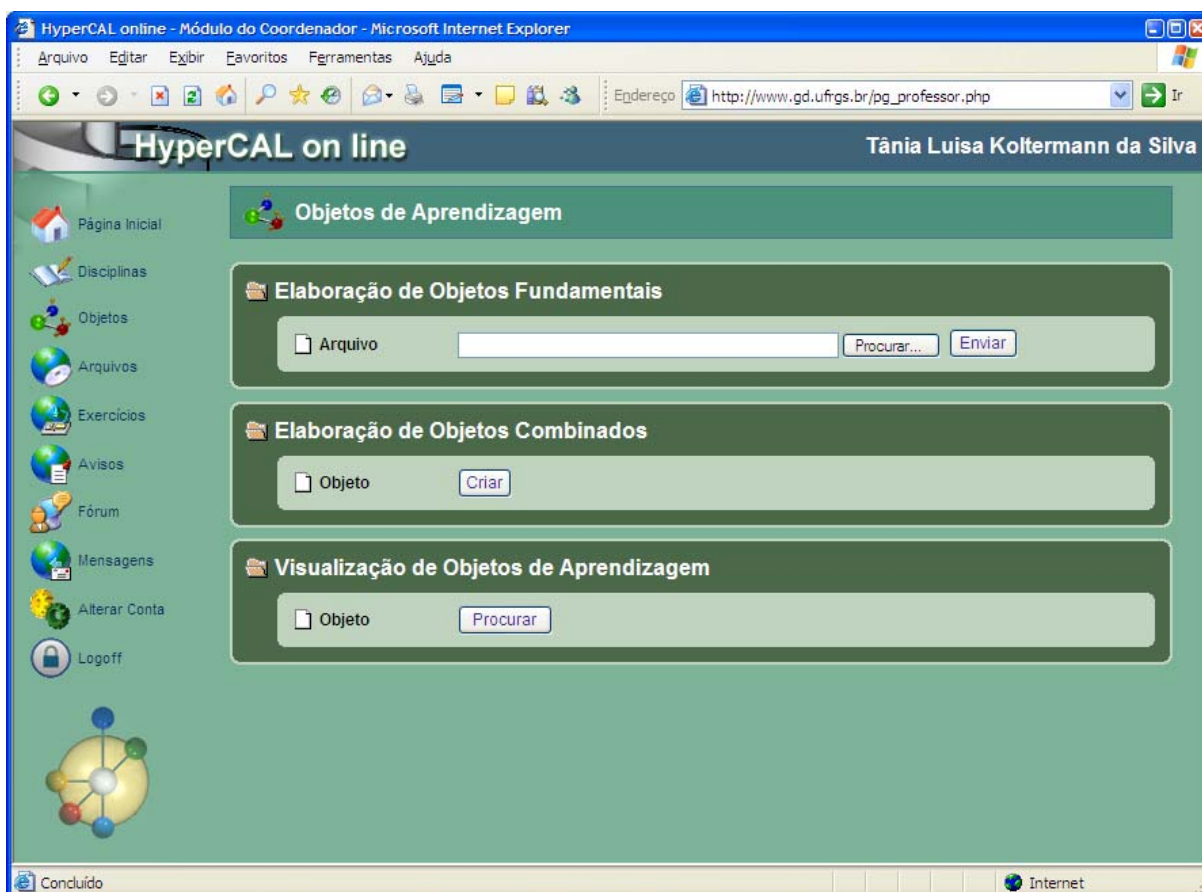 HyperCAL online - Módulo do Coordenador - Microsoft Internet Explorer
Arquivo Editar Exibir Favoritos Ferramentas Ajuda
Endereço http://www.gd.ufrgs.br/pg_professor.php Ir
HyperCAL on line Tânia Luisa Koltermann da Silva
Página Inicial
Disciplinas
Objetos
Arquivos
Exercícios
Avisos
Fórum
Mensagens
Alterar Conta
Logoff
Objetos de Aprendizagem
Elaboração de Objetos Fundamentais
Arquivo Procurar... Enviar
Elaboração de Objetos Combinados
Objeto Criar
Visualização de Objetos de Aprendizagem
Objeto Procurar
Concluído Internet